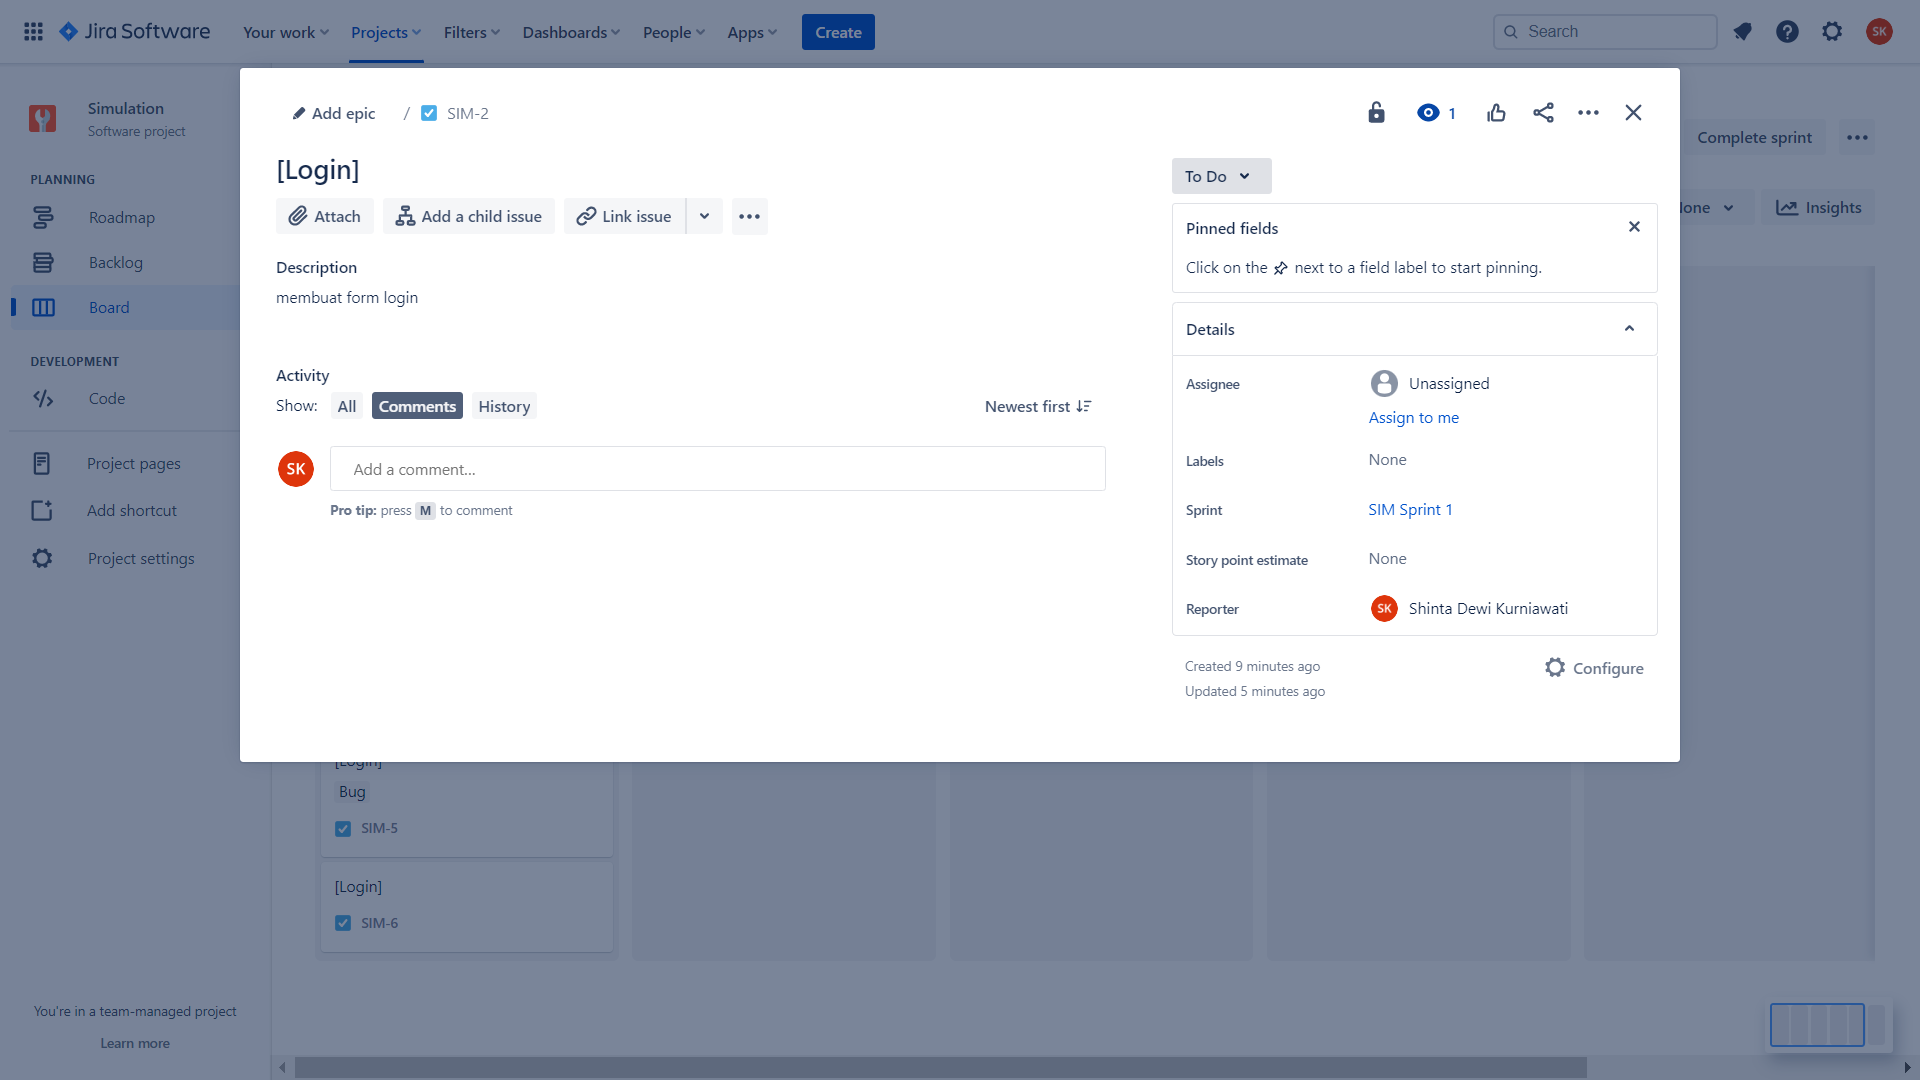 Jira Software
Your work
Projects
Filters
Dashboards
People
Apps
Create
Search
SK
Simulation
Software project
PLANNING
Roadmap
Backlog
Board
DEVELOPMENT
Code
Project pages
Add shortcut
Project settings
You're in a team-managed project
Learn more
Complete sprint
Insights
Add epic / SIM-2
1
[Login]
Attach
Add a child issue
Link issue
Description
membuat form login
Activity
Show: All Comments History
Newest first
SK
Add a comment...
Pro tip: press M to comment
To Do
Pinned fields
Click on the next to a field label to start pinning.
Details
Assignee
Unassigned
Assign to me
Labels
None
Sprint
SIM Sprint 1
Story point estimate
None
Reporter
SK
Shinta Dewi Kurniawati
Created 9 minutes ago
Updated 5 minutes ago
Configure
[Login]
Bug
SIM-5
[Login]
SIM-6